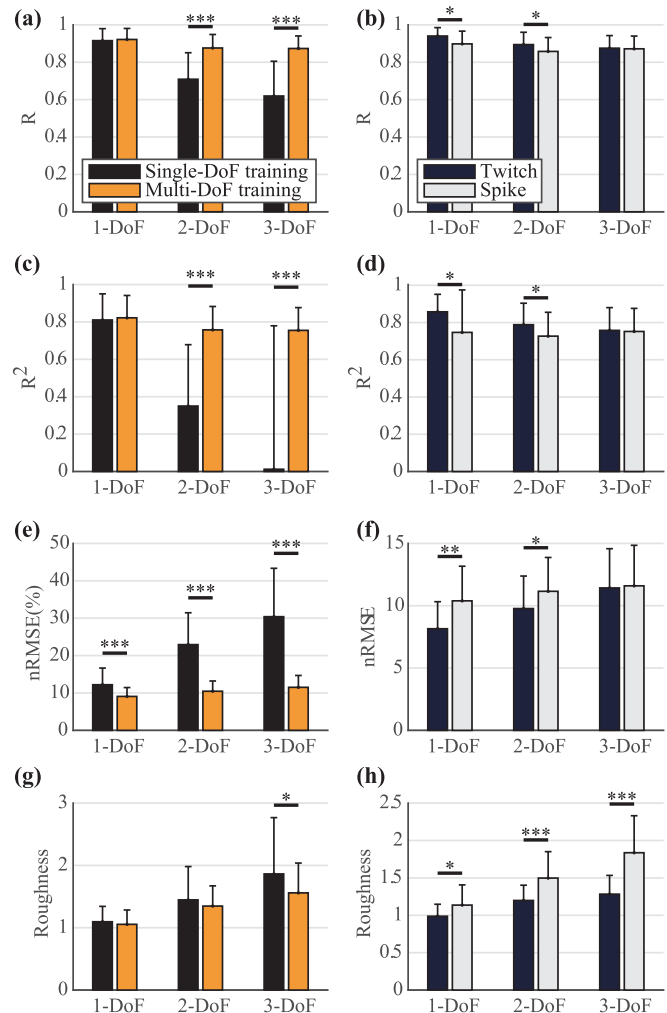 (a)
R
1
0.8
0.6
0.4
0.2
0
***
***
Single-DoF training
Multi-DoF training
1-DoF 2-DoF 3-DoF
(b)
R
1
0.8
0.6
0.4
0.2
0
*
*
Twitch
Spike
1-DoF 2-DoF 3-DoF
(c)
R2
1
0.8
0.6
0.4
0.2
0
***
***
1-DoF 2-DoF 3-DoF
(d)
R2
1
0.8
0.6
0.4
0.2
0
*
*
1-DoF 2-DoF 3-DoF
(e)
nRMSE(%)
50
40
30
20
10
0
***
***
***
1-DoF 2-DoF 3-DoF
(f)
nRMSE
15
10
5
0
**
*
1-DoF 2-DoF 3-DoF
(g)
Roughness
3
2
1
0
*
1-DoF 2-DoF 3-DoF
(h)
Roughness
2.5
2
1.5
1
0.5
0
*
***
***
1-DoF 2-DoF 3-DoF